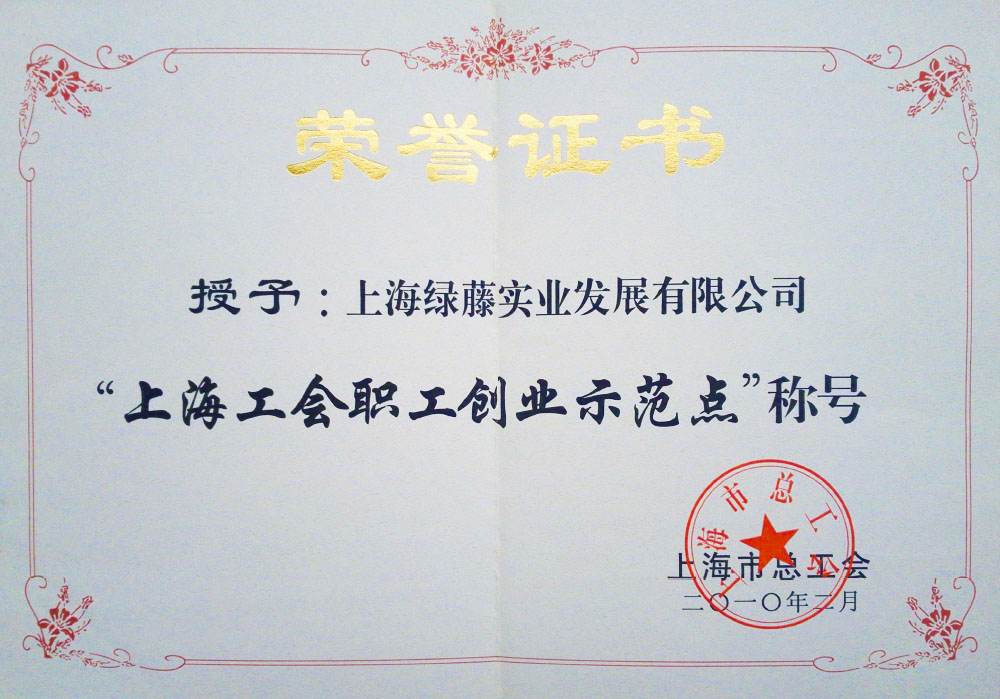 荣誉证书
授予：上海绿藤实业发展有限公司
“上海工会职工创业示范点”称号
上海市总工会
上海市总工会
二〇一〇年二月